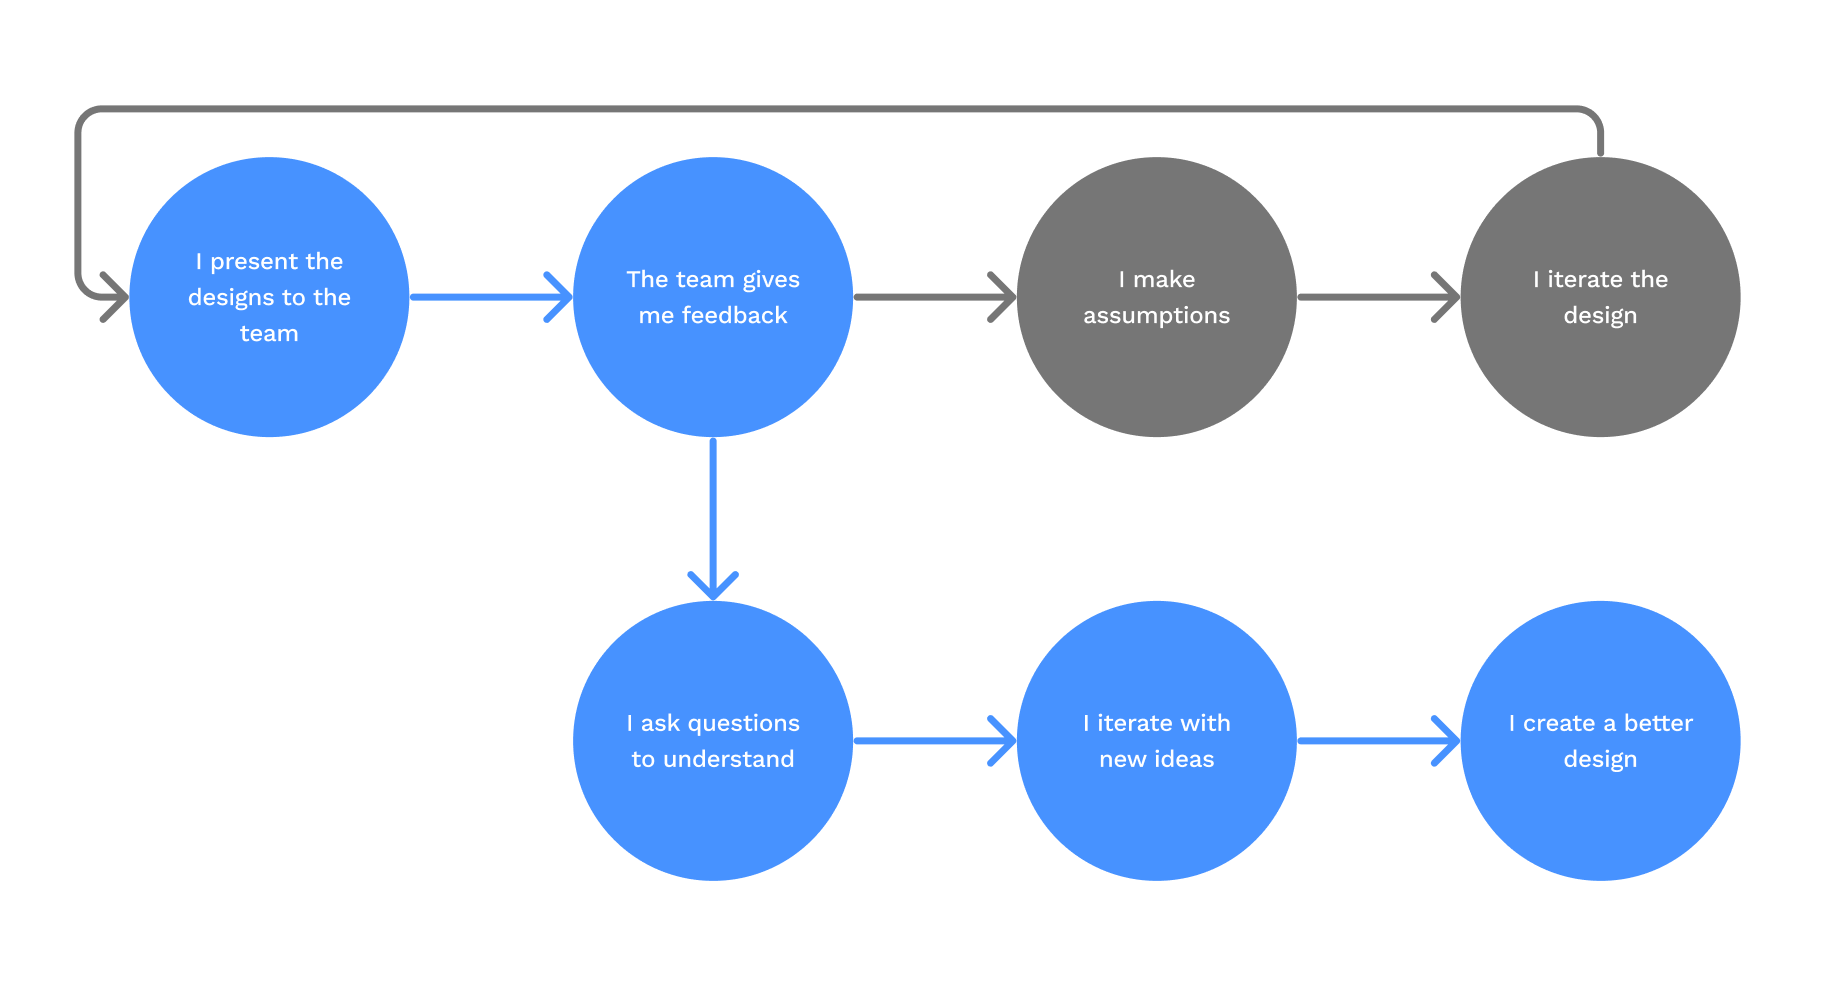 I present the
designs to the
team
The team gives
me feedback
I make
assumptions
I iterate the
design
I ask questions
to understand
I iterate with
new ideas
I create a better
design